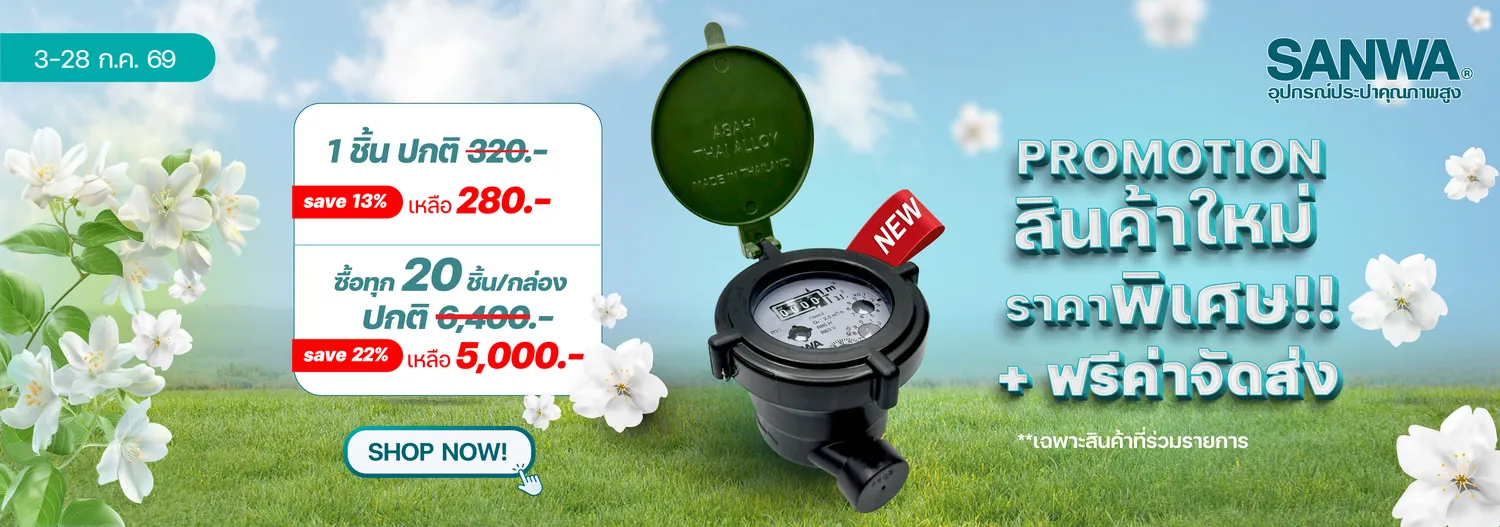 3-28 ก.ค. 69
1 ชิ้น ปกติ 320.-
save 13% เหลือ 280.-
ซื้อทุก 20 ชิ้น/กล่อง
ปกติ 6,400.-
save 22% เหลือ 5,000.-
SHOP NOW!
ASAHI
THAI ALLOY
MADE IN THAILAND
NEW
m³
R80 H
R63 V
SANWA®
อุปกรณ์ประปาคุณภาพสูง
PROMOTION
สินค้าใหม่
ราคาพิเศษ!!
+ ฟรีค่าจัดส่ง
**เฉพาะสินค้าที่ร่วมรายการ